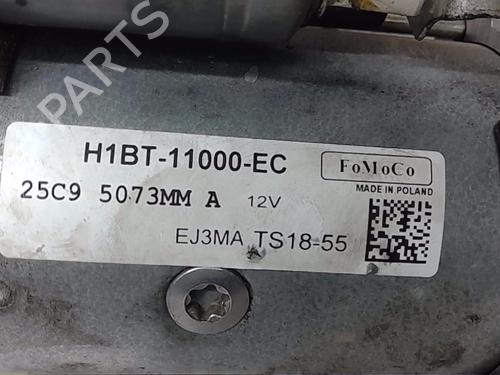 B-PARTS
H1BT-11000-EC
FoMoCo
MADE IN POLAND
25C9 5073MM A 12V
EJ3MA TS18-55